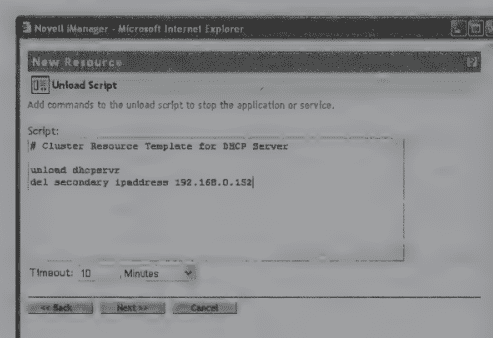 Novell iManager - Microsoft Internet Explorer
New Resource
Unload Script
Add commands to the unload script to stop the application or service.
Script:
# Cluster Resource Template for DHCP Server
unload dhcpsrvr
del secondary ipaddress 192.168.0.152
Timeout: 10 , Minutes
<< Back Next >> Cancel